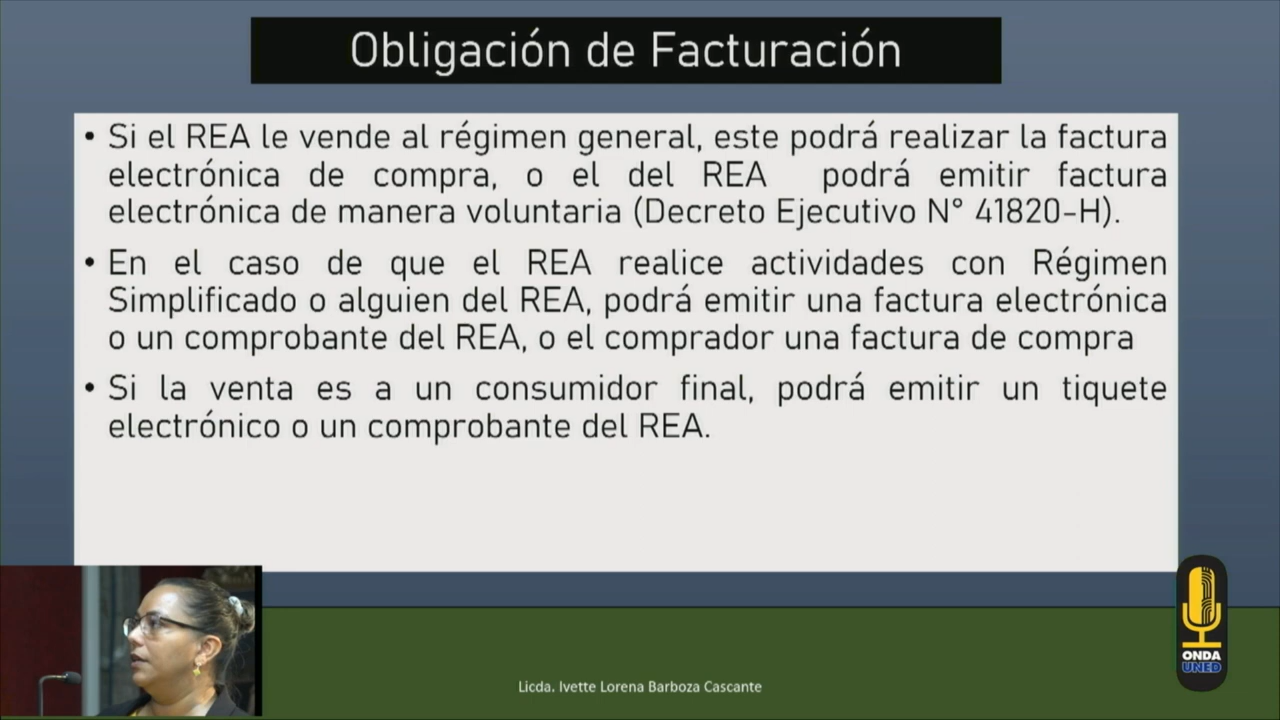 Obligación de Facturación
• Si el REA le vende al régimen general, este podrá realizar la factura
electrónica de compra, o el del REA podrá emitir factura
electrónica de manera voluntaria (Decreto Ejecutivo N° 41820-H).
• En el caso de que el REA realice actividades con Régimen
Simplificado o alguien del REA, podrá emitir una factura electrónica
o un comprobante del REA, o el comprador una factura de compra
• Si la venta es a un consumidor final, podrá emitir un tiquete
electrónico o un comprobante del REA.
ONDA
UNED
Licda. Ivette Lorena Barboza Cascante